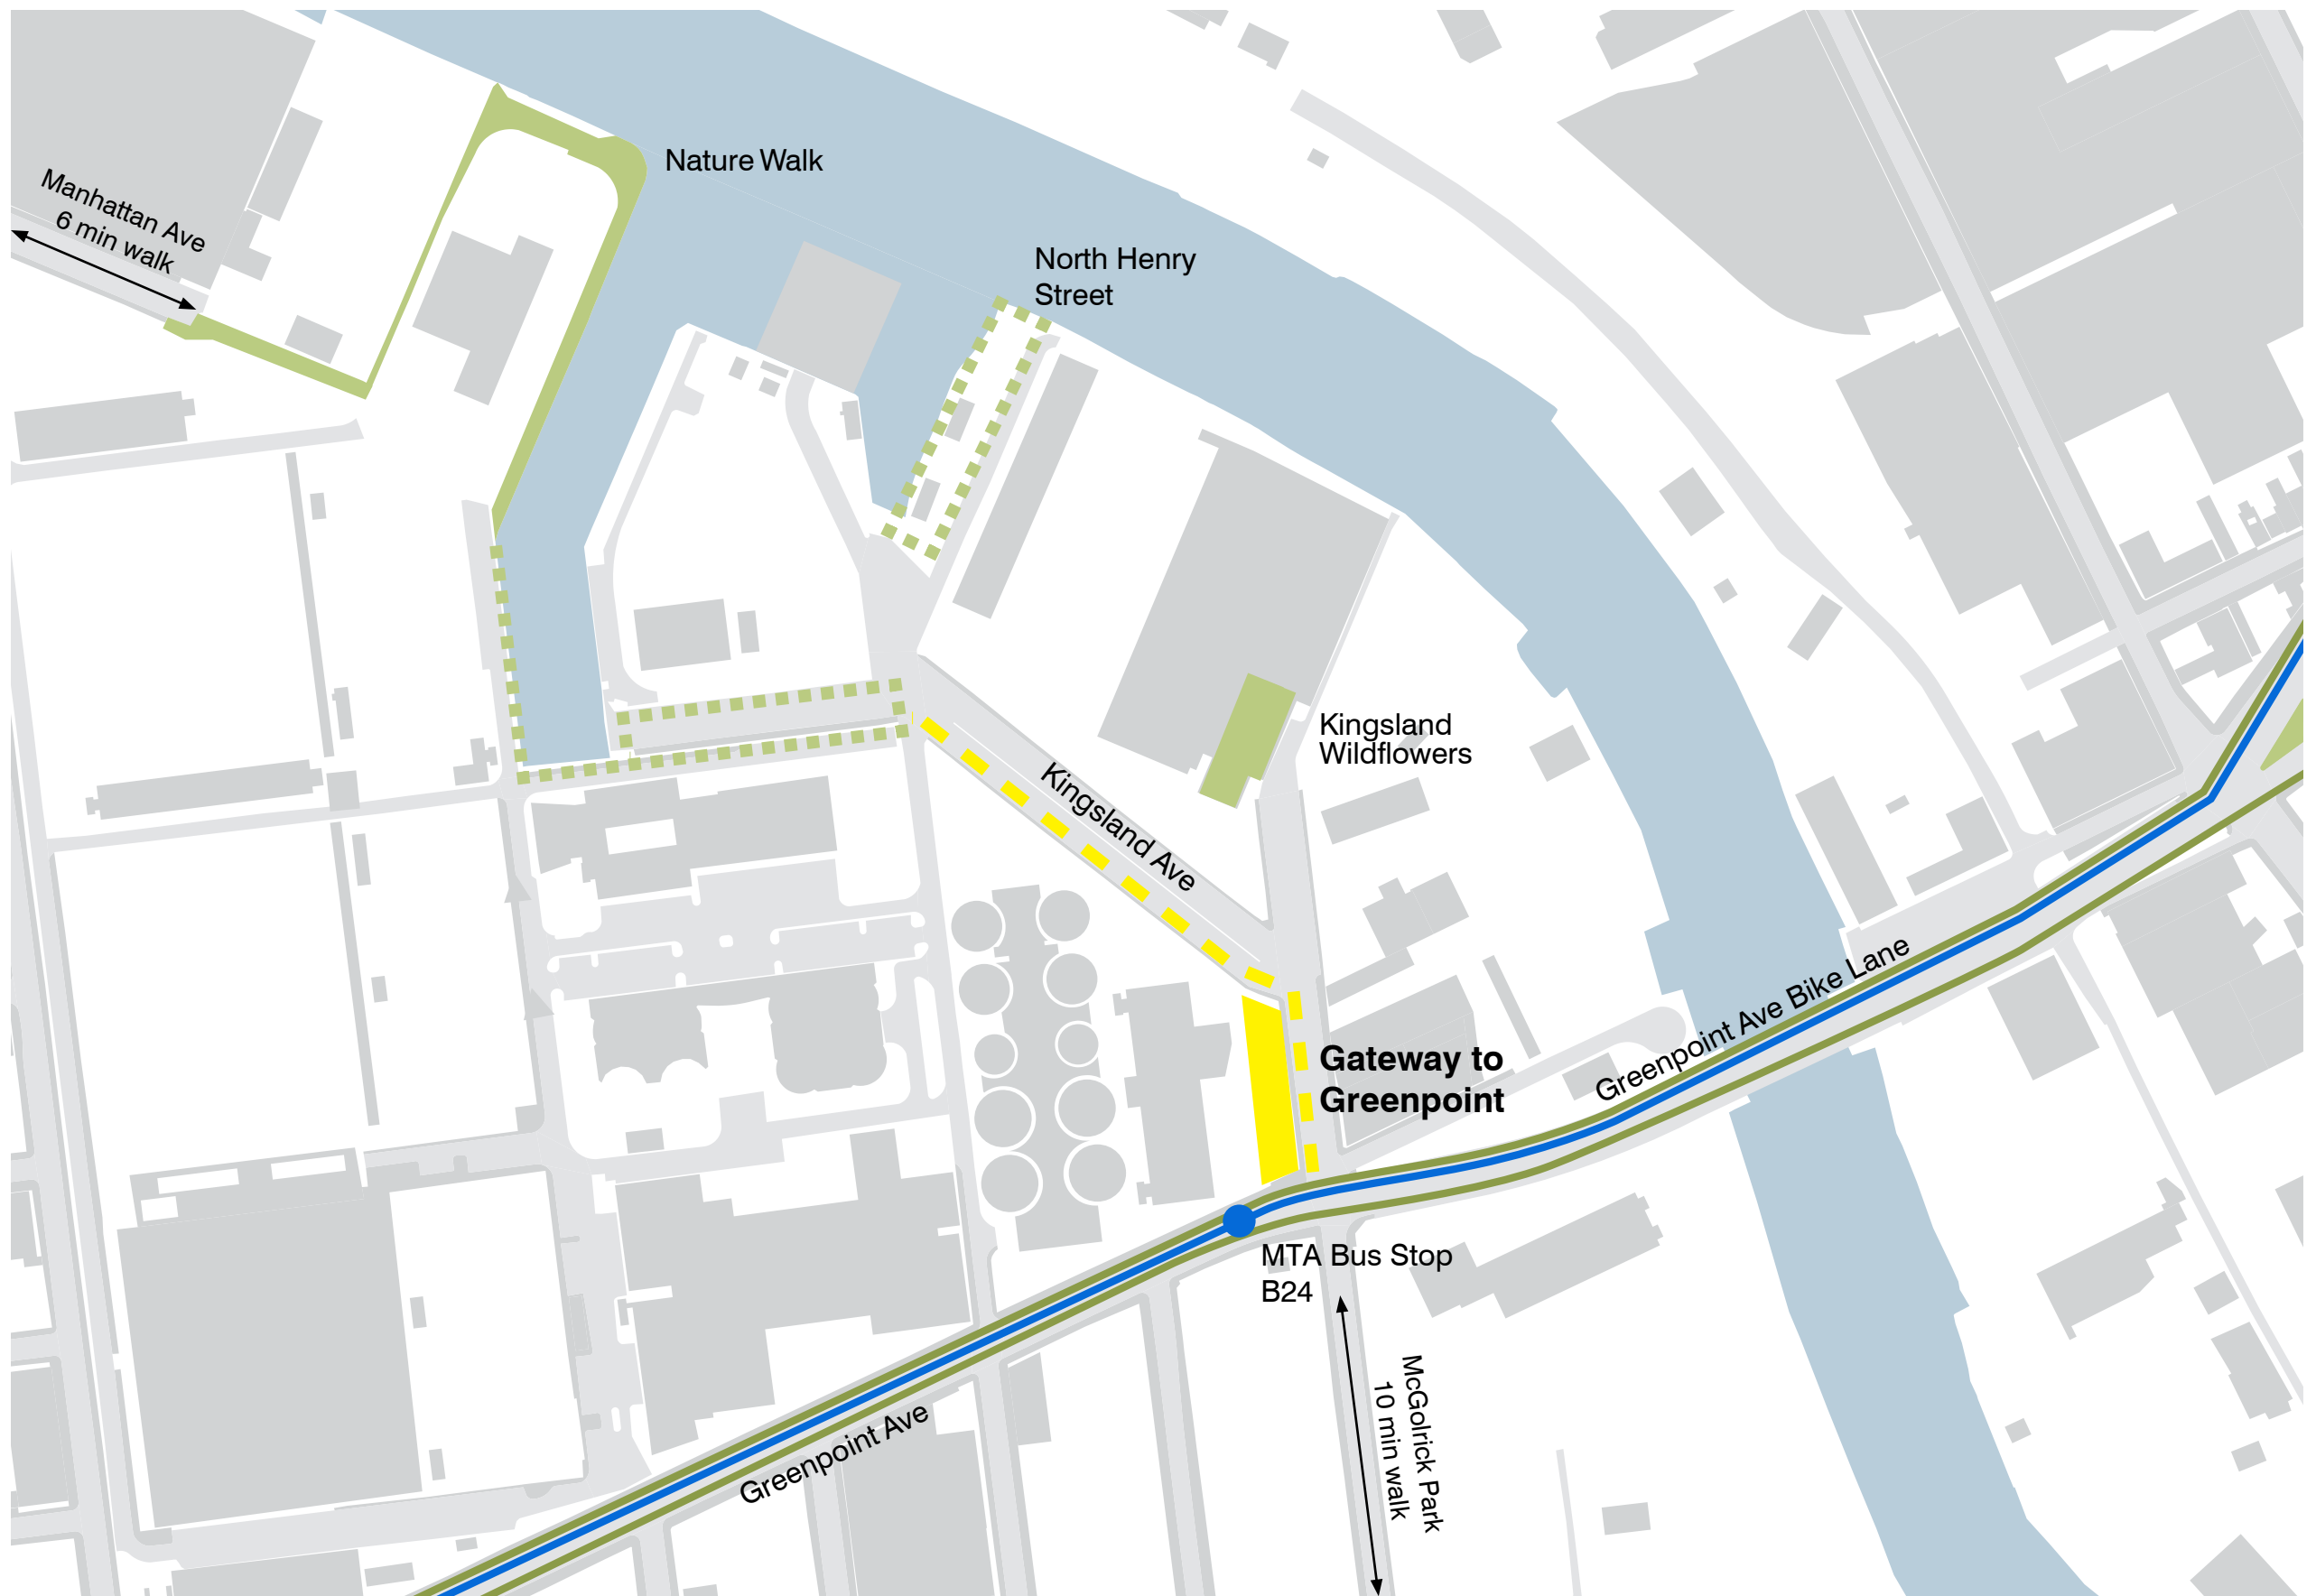 Nature Walk
Manhattan Ave
6 min walk
North Henry
Street
Kingsland
Wildflowers
Kingsland Ave
Greenpoint Ave Bike Lane
Gateway to
Greenpoint
MTA Bus Stop
B24
McGolrick Park
10 min walk
Greenpoint Ave